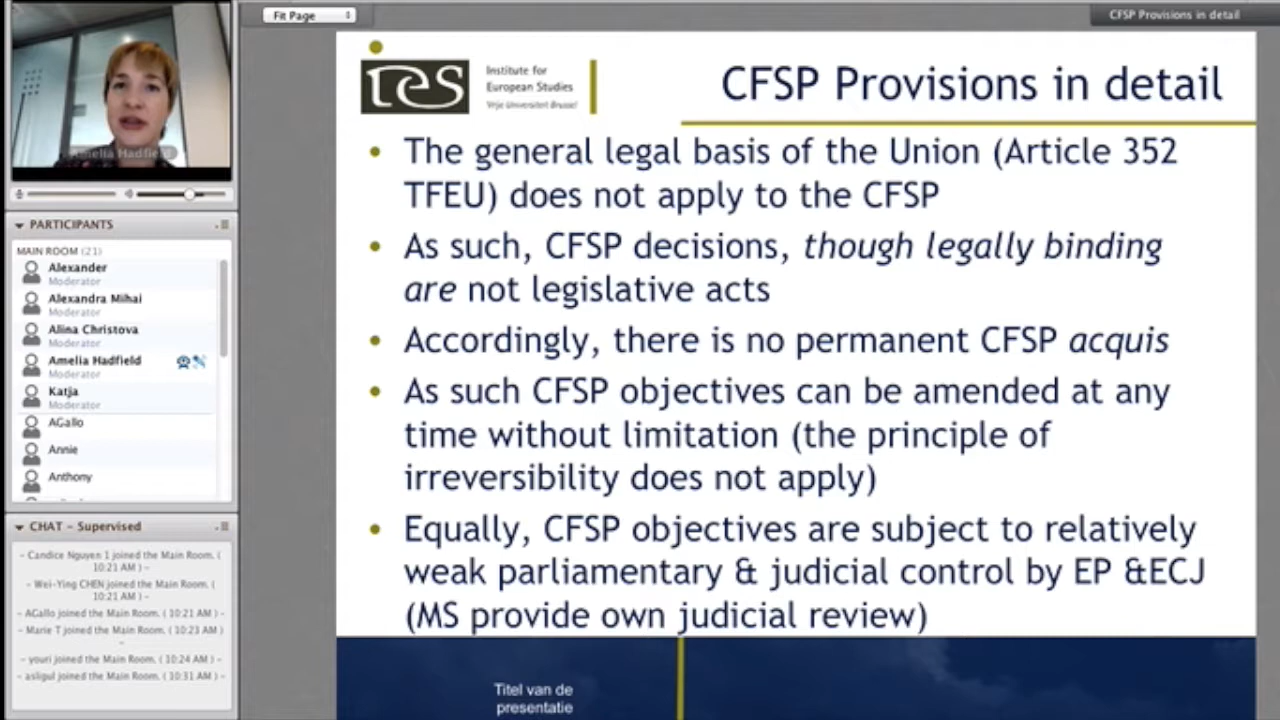 Fit Page
CFSP Provisions in detail
Amelia Hadfield
PARTICIPANTS
MAIN ROOM (21)
Alexander
Moderator
Alexandra Mihai
Moderator
Alina Christova
Moderator
Amelia Hadfield
Moderator
Katja
Moderator
AGallo
Annie
Anthony
CHAT - Supervised
- Candice Nguyen 1 joined the Main Room. (
10:21 AM ) -
- Wei-Ying CHEN joined the Main Room. (
10:21 AM ) -
- AGallo joined the Main Room. ( 10:21 AM ) -
- Marie T joined the Main Room. ( 10:23 AM )
-
- youri joined the Main Room. ( 10:24 AM ) -
- asligul joined the Main Room. ( 10:31 AM ) -
ies
Institute for
European Studies
Vrije Universiteit Brussel
CFSP Provisions in detail
• The general legal basis of the Union (Article 352
TFEU) does not apply to the CFSP
• As such, CFSP decisions, though legally binding
are not legislative acts
• Accordingly, there is no permanent CFSP acquis
• As such CFSP objectives can be amended at any
time without limitation (the principle of
irreversibility does not apply)
• Equally, CFSP objectives are subject to relatively
weak parliamentary & judicial control by EP &ECJ
(MS provide own judicial review)
Titel van de
presentatie